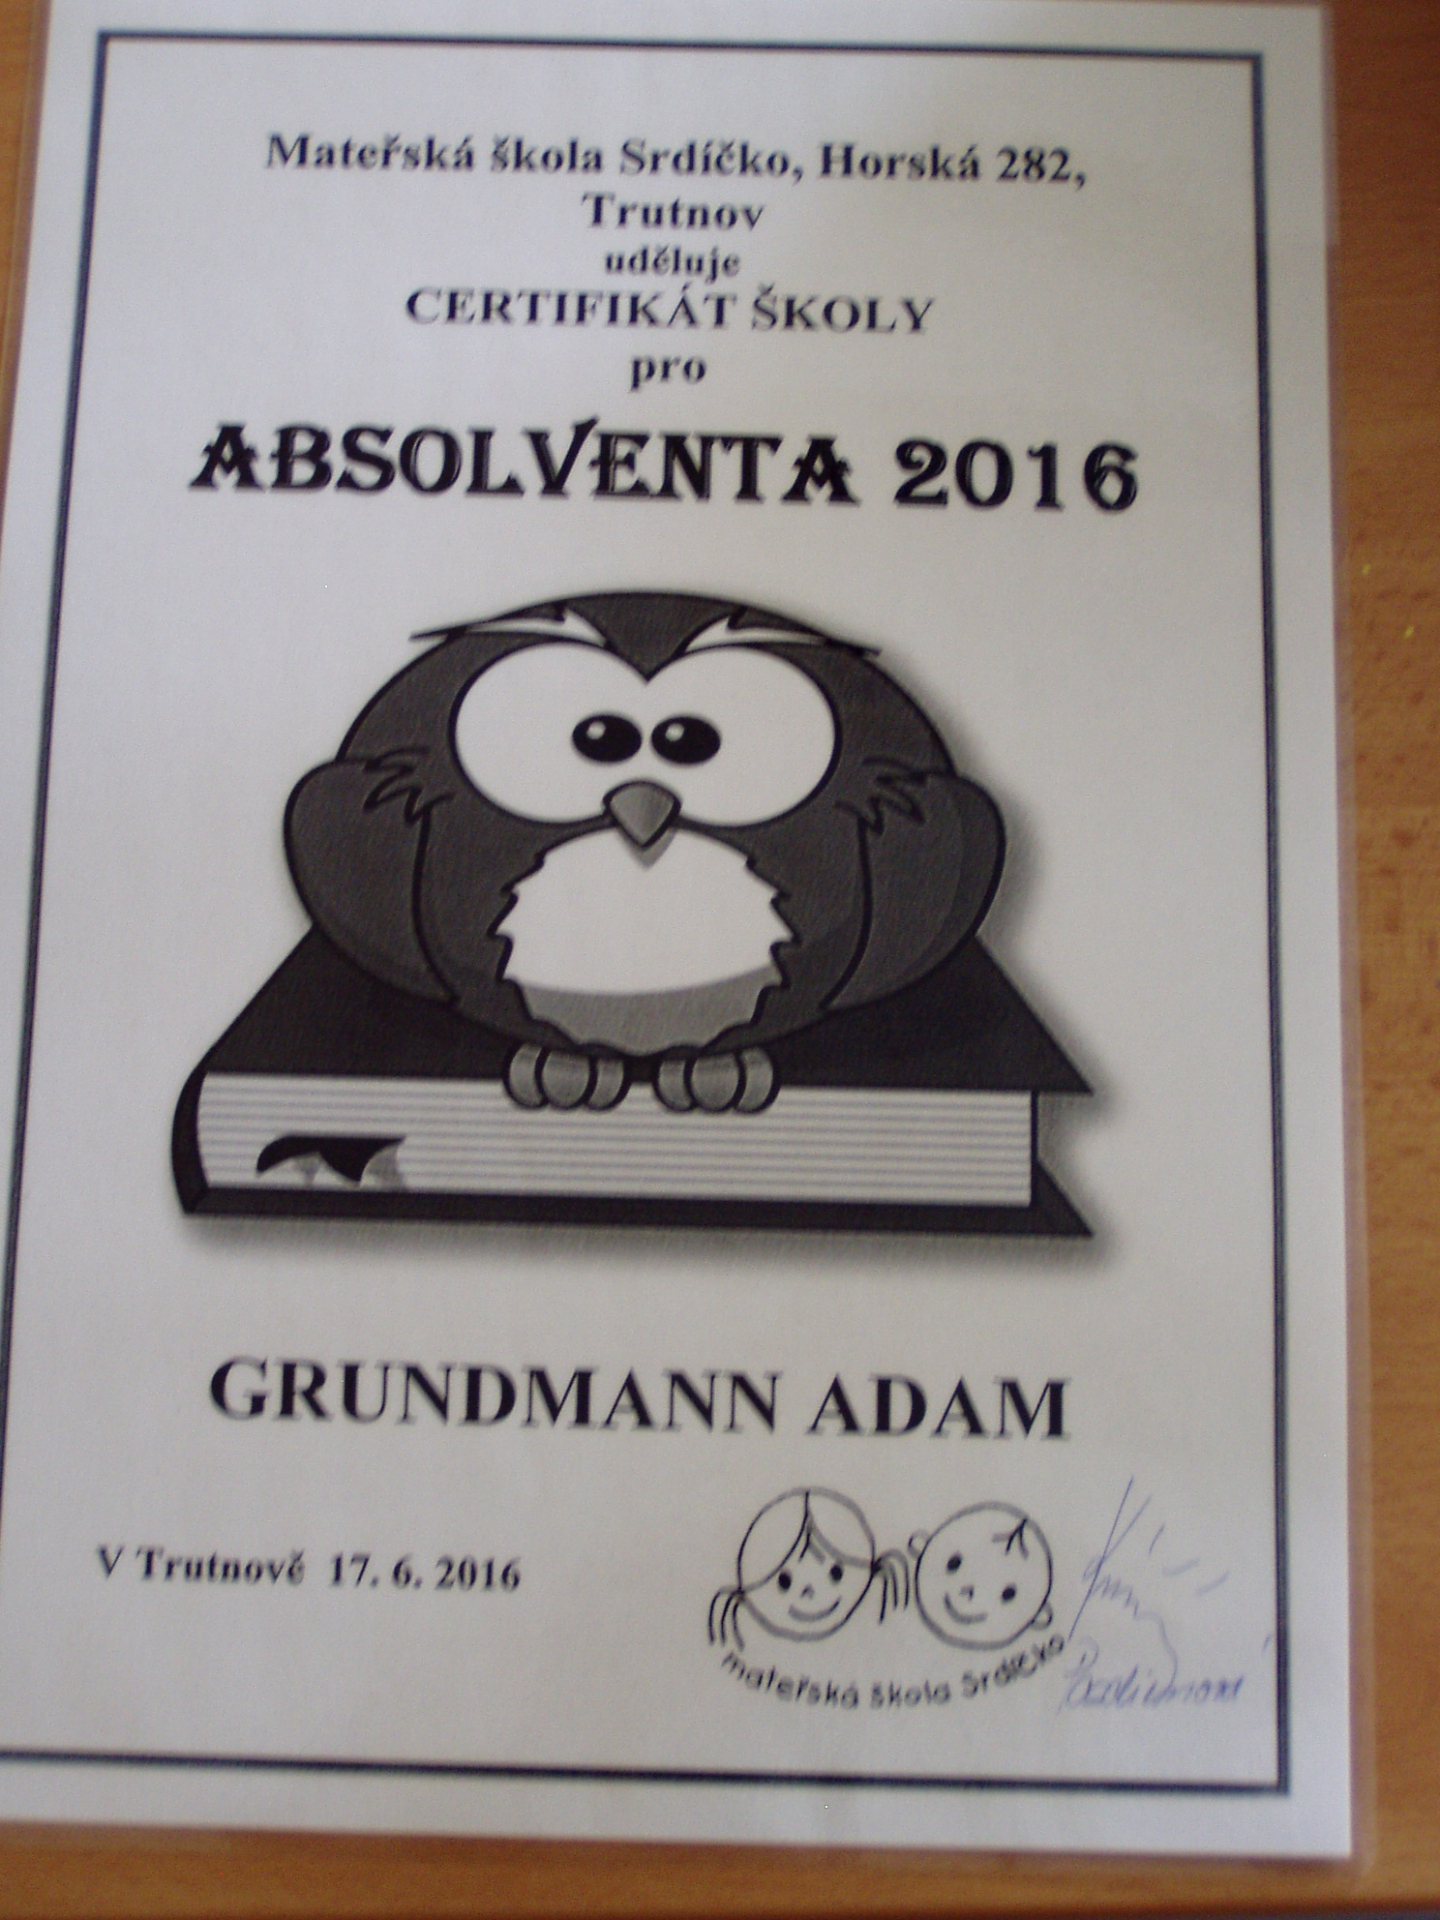 Mateřská škola Srdíčko, Horská 282,
Trutnov
uděluje
CERTIFIKÁT ŠKOLY
pro
ABSOLVENTA 2016
GRUNDMANN ADAM
V Trutnově 17. 6. 2016
mateřská škola Srdíčko